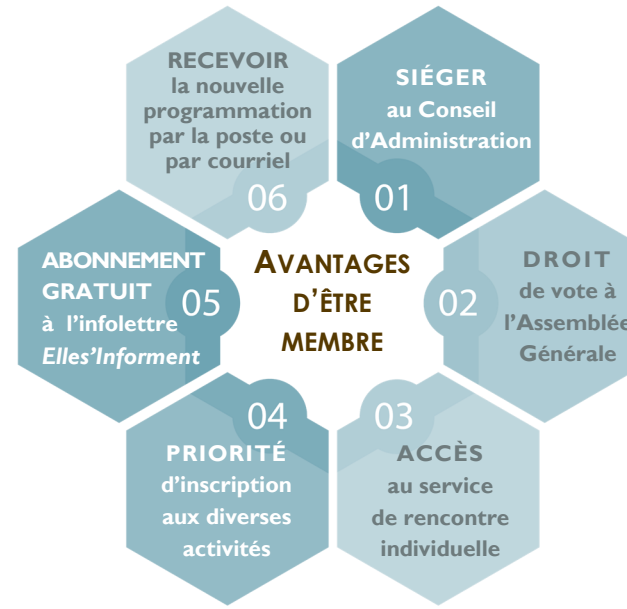 AVANTAGES
D'ÊTRE
MEMBRE
01
SIÉGER
au Conseil
d'Administration
02
DROIT
de vote à
l'Assemblée
Générale
03
ACCÈS
au service
de rencontre
individuelle
04
PRIORITÉ
d'inscription
aux diverses
activités
05
ABONNEMENT
GRATUIT
à l'infolettre
Elles'Informent
06
RECEVOIR
la nouvelle
programmation
par la poste ou
par courriel